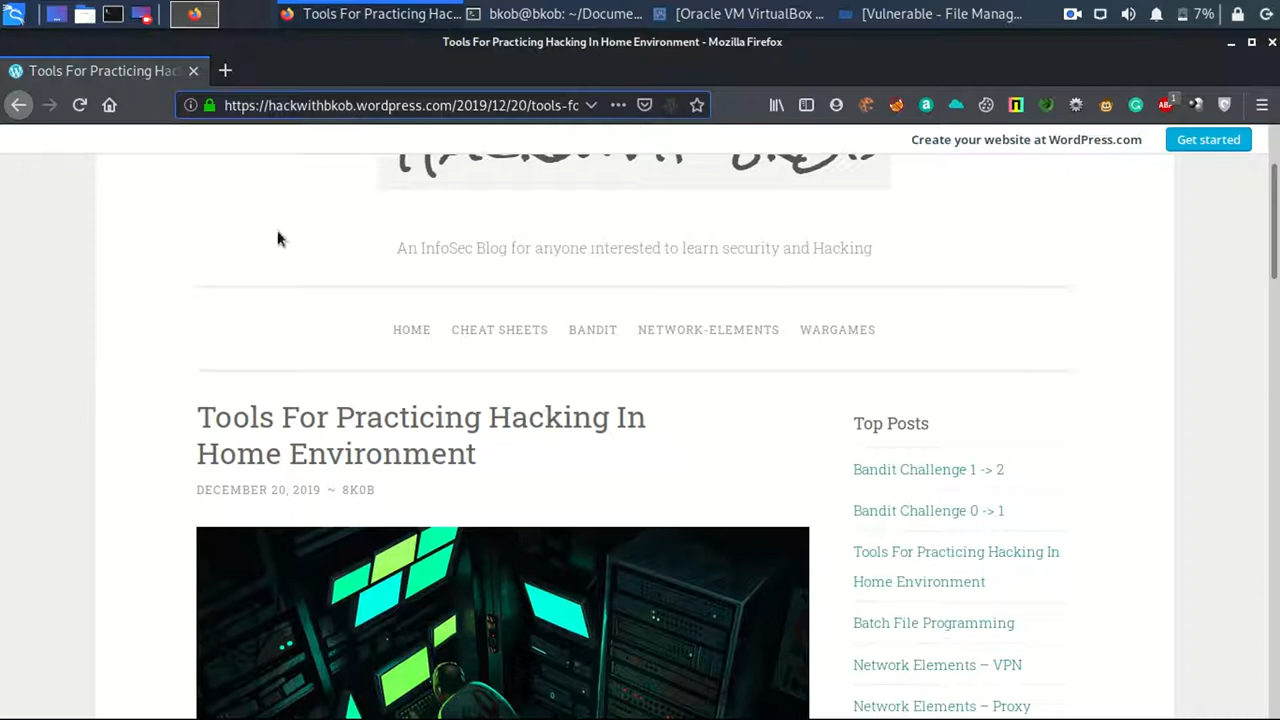 Tools For Practicing Hac...
bkob@bkob: ~/Docume...
[Oracle VM VirtualBox ...
[Vulnerable - File Manag...
7%
Tools For Practicing Hacking In Home Environment - Mozilla Firefox
Tools For Practicing Hac
https://hackwithbkob.wordpress.com/2019/12/20/tools-fo
ABP
1
Create your website at WordPress.com
Get started
An InfoSec Blog for anyone interested to learn security and Hacking
HOME
CHEAT SHEETS
BANDIT
NETWORK-ELEMENTS
WARGAMES
Tools For Practicing Hacking In
Home Environment
DECEMBER 20, 2019 ~ 8K0B
Top Posts
Bandit Challenge 1 -> 2
Bandit Challenge 0 -> 1
Tools For Practicing Hacking In
Home Environment
Batch File Programming
Network Elements – VPN
Network Elements – Proxy